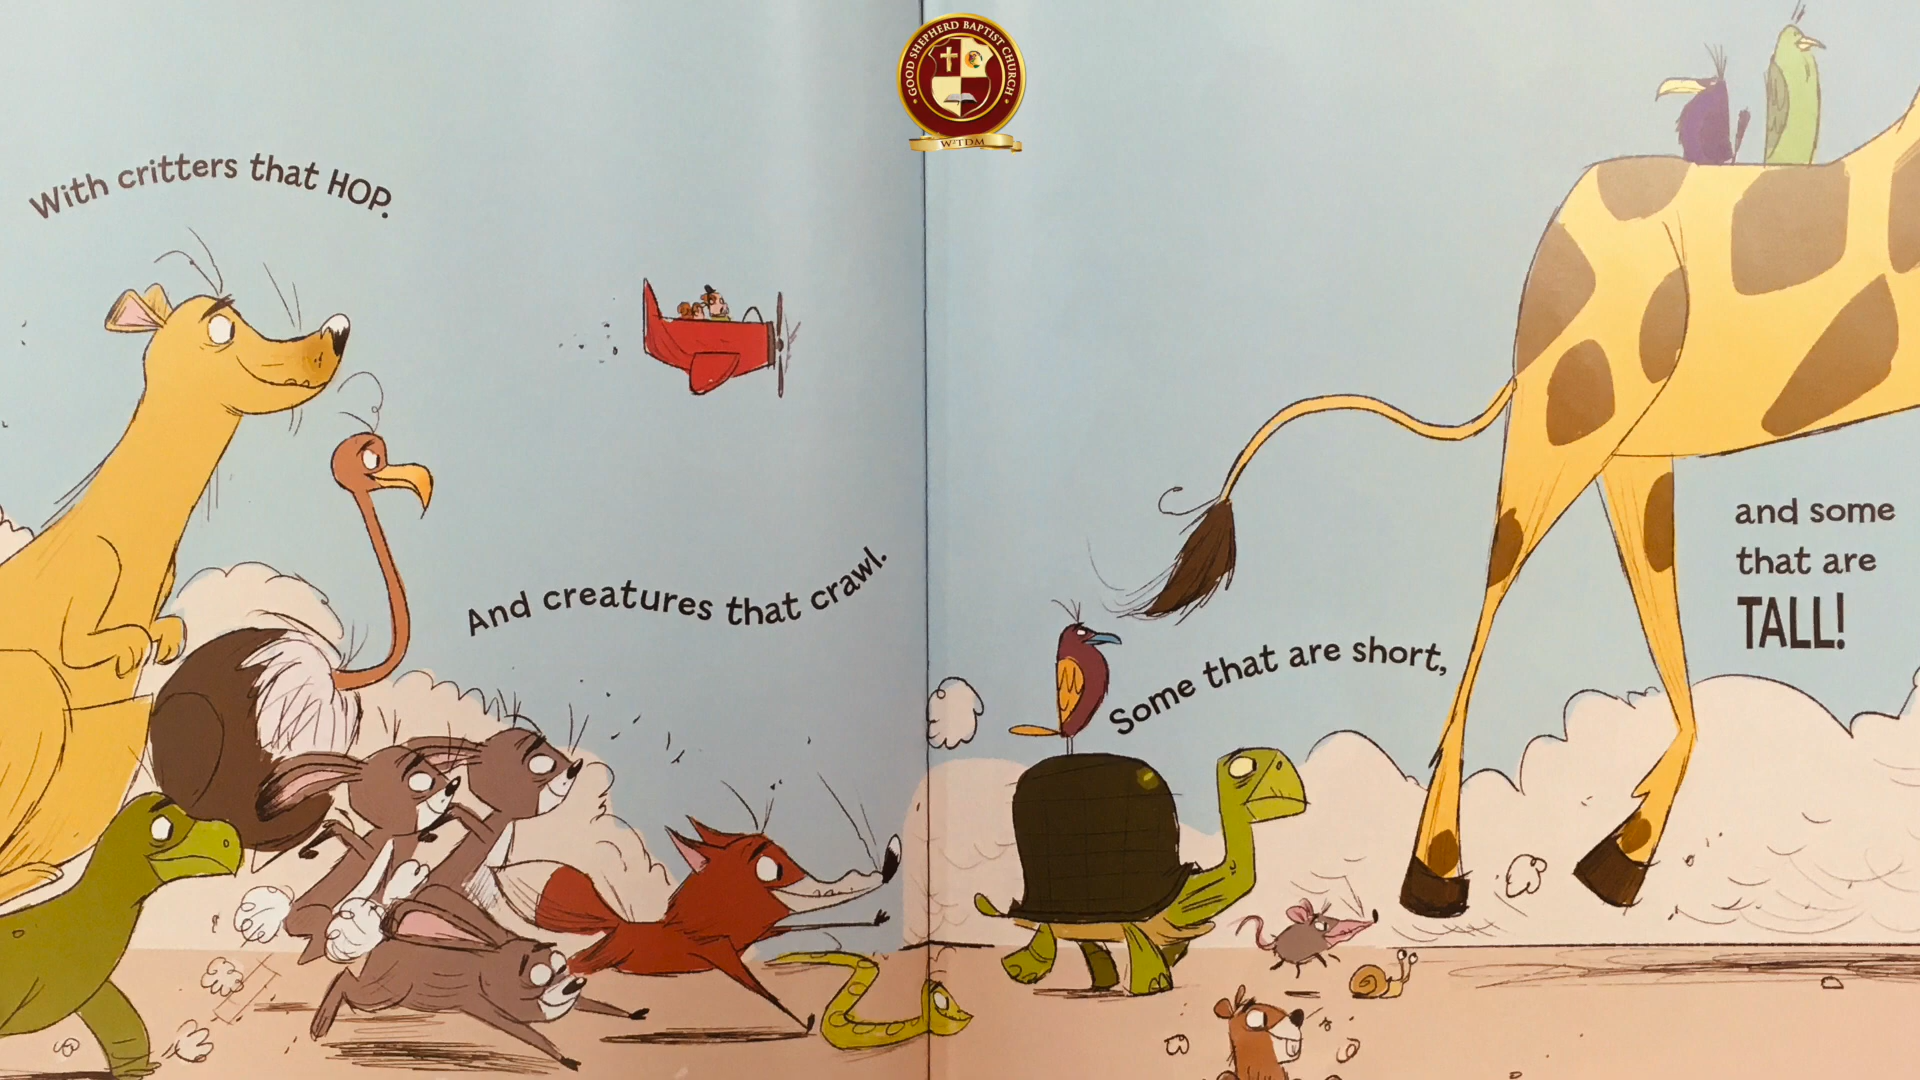 GOOD SHEPHERD BAPTIST CHURCH
W²TDM
With critters that HOP.
And creatures that crawl.
Some that are short,
and some
that are
TALL!